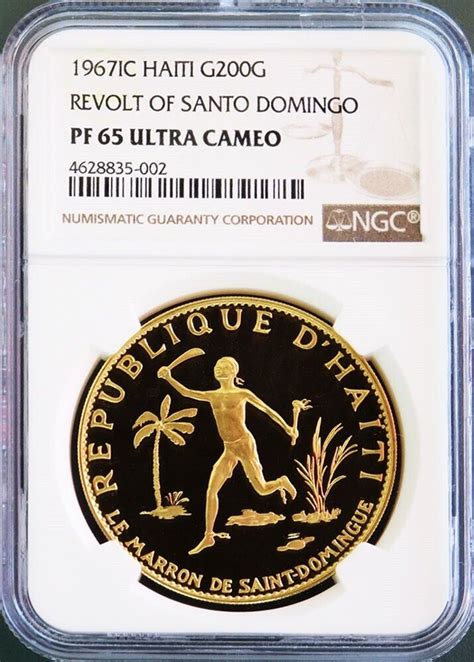 1967IC HAITI G200G
REVOLT OF SANTO DOMINGO
PF 65 ULTRA CAMEO
4628835-002
NUMISMATIC GUARANTY CORPORATION
NGC®
REPUBLIQUE D'HAITI
LE MARRON DE SAINT-DOMINGUE